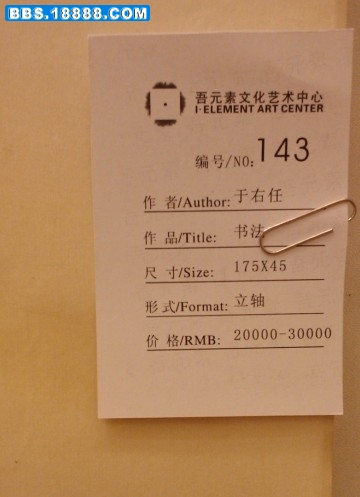 BBS.18888.COM
吾元素文化艺术中心
I·ELEMENT ART CENTER
编号/NO: 143
作 者/Author: 于右任
作 品/Title: 书法
尺 寸/Size: 175X45
形 式/Format: 立轴
价 格/RMB: 20000-30000